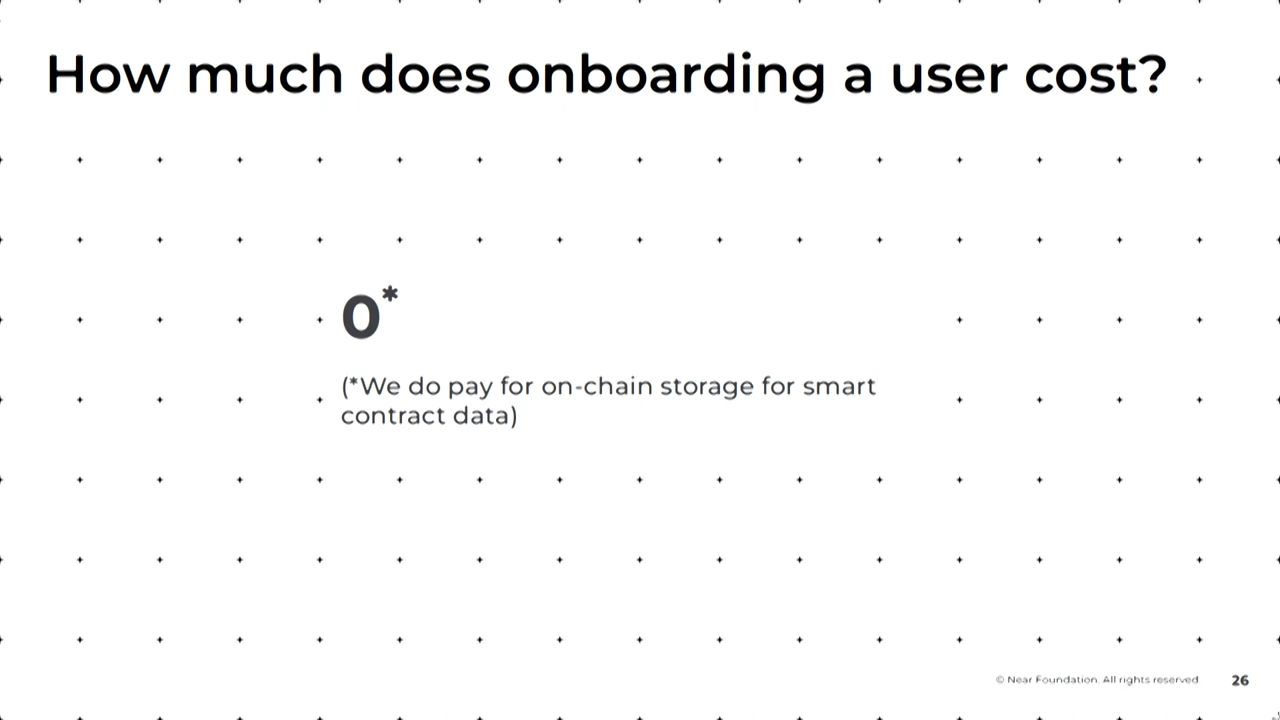 How much does onboarding a user cost?
0*
(*We do pay for on-chain storage for smart
contract data)
© Near Foundation. All rights reserved
26